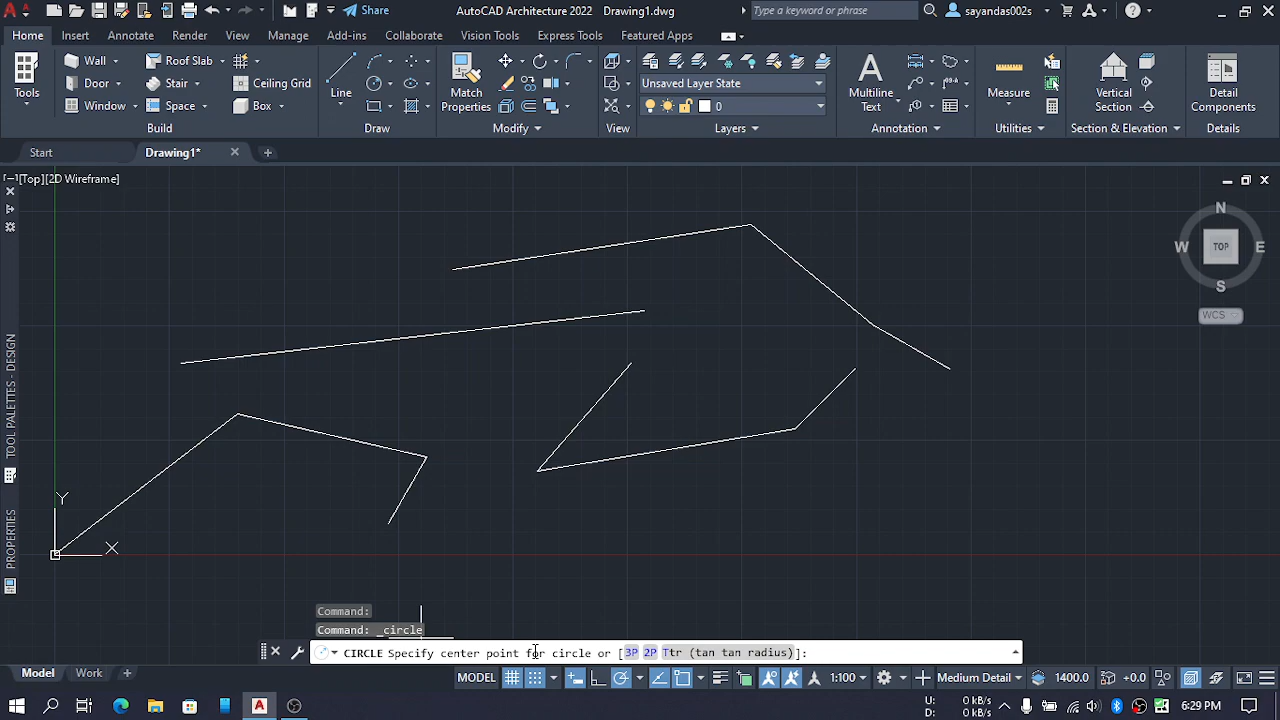 Share
AutoCAD Architecture 2022 Drawing1.dwg
Type a keyword or phrase
sayandas002s
Home Insert Annotate Render View Manage Add-ins Collaborate Vision Tools Express Tools Featured Apps
Tools
Wall Roof Slab
Door Stair Ceiling Grid
Window Space Box
Build
Line
Draw
Match
Properties
Modify
View
Unsaved Layer State
0
Layers
Multiline
Text
Annotation
Measure
Utilities
Vertical
Section
Section & Elevation
Detail
Components
Details
Start Drawing1*
[−][Top][2D Wireframe]
N
W TOP E
S
WCS
TOOL PALETTES - DESIGN
PROPERTIES
Y
X
Command:
Command: _circle
CIRCLE Specify center point for circle or [3P 2P Ttr (tan tan radius)]:
Model Work
MODEL 1:100 Medium Detail 1400.0 +0.0
U: 0 kB/s
D: 0 kB/s
6:29 PM